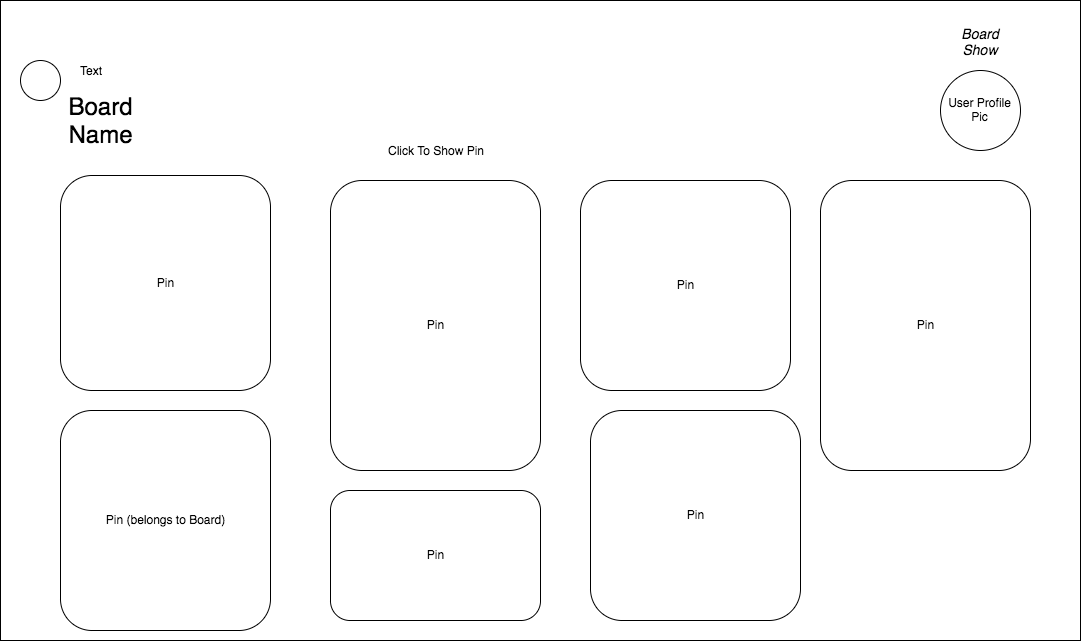 Board
Show
Text
User Profile
Pic
Board
Name
Click To Show Pin
Pin
Pin
Pin
Pin
Pin (belongs to Board)
Pin
Pin